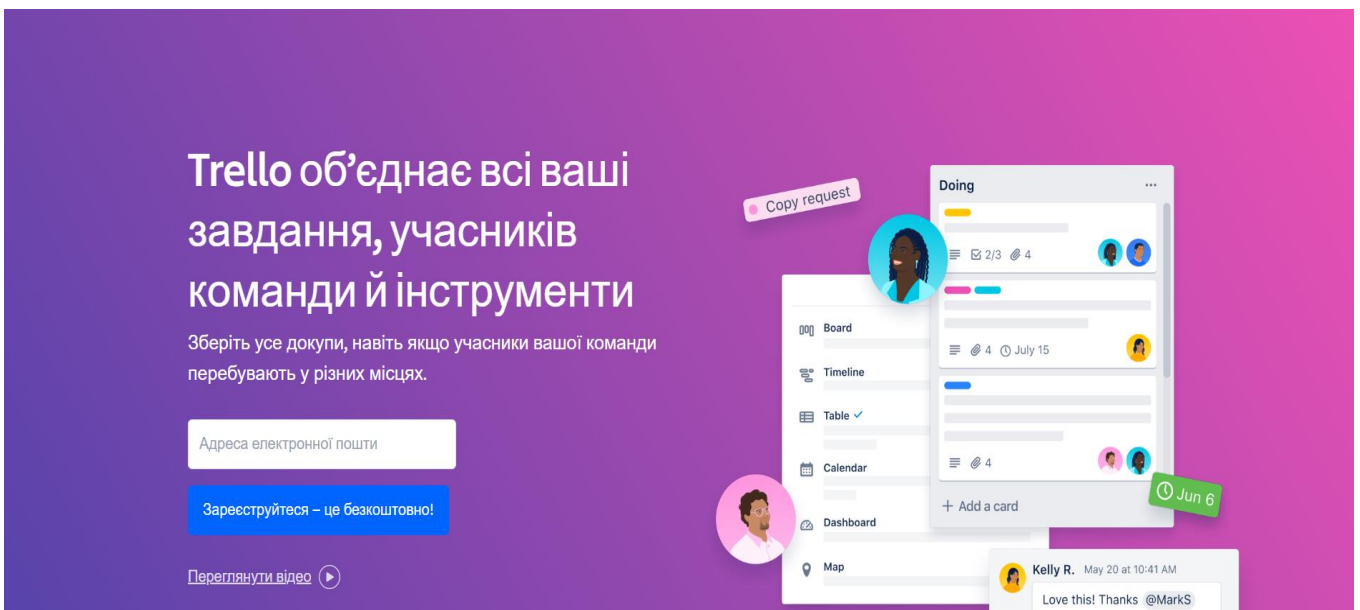 Trello об’єднає всі ваші
завдання, учасників
команди й інструменти
Зберіть усе докупи, навіть якщо учасники вашої команди
перебувають у різних місцях.
Адреса електронної пошти
Зареєструйтеся – це безкоштовно!
Переглянути відео
Copy request
Doing
2/3 4
4 July 15
4
+ Add a card
Jun 6
Board
Timeline
Table
Calendar
Dashboard
Map
Kelly R. May 20 at 10:41 AM
Love this! Thanks @MarkS